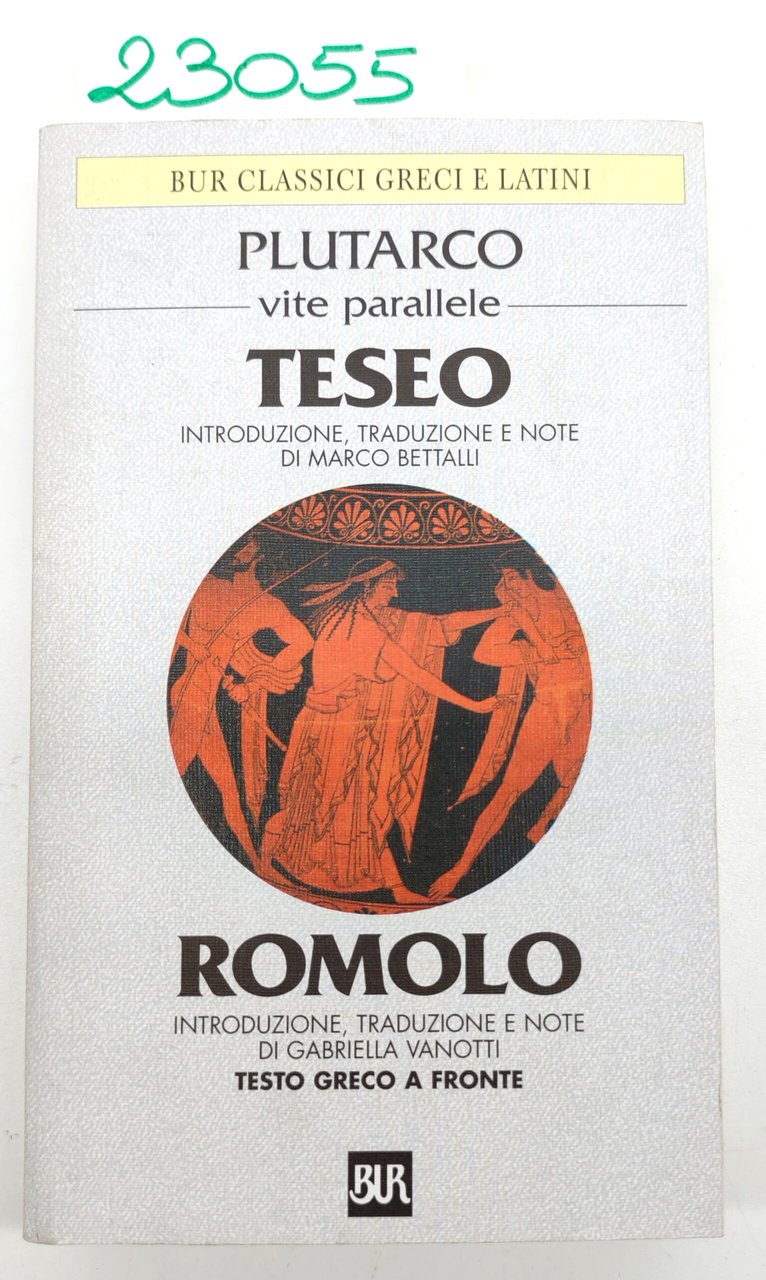 23055
BUR CLASSICI GRECI E LATINI
PLUTARCO
vite parallele
TESEO
INTRODUZIONE, TRADUZIONE E NOTE
DI MARCO BETTALLI
ROMOLO
INTRODUZIONE, TRADUZIONE E NOTE
DI GABRIELLA VANOTTI
TESTO GRECO A FRONTE
BUR